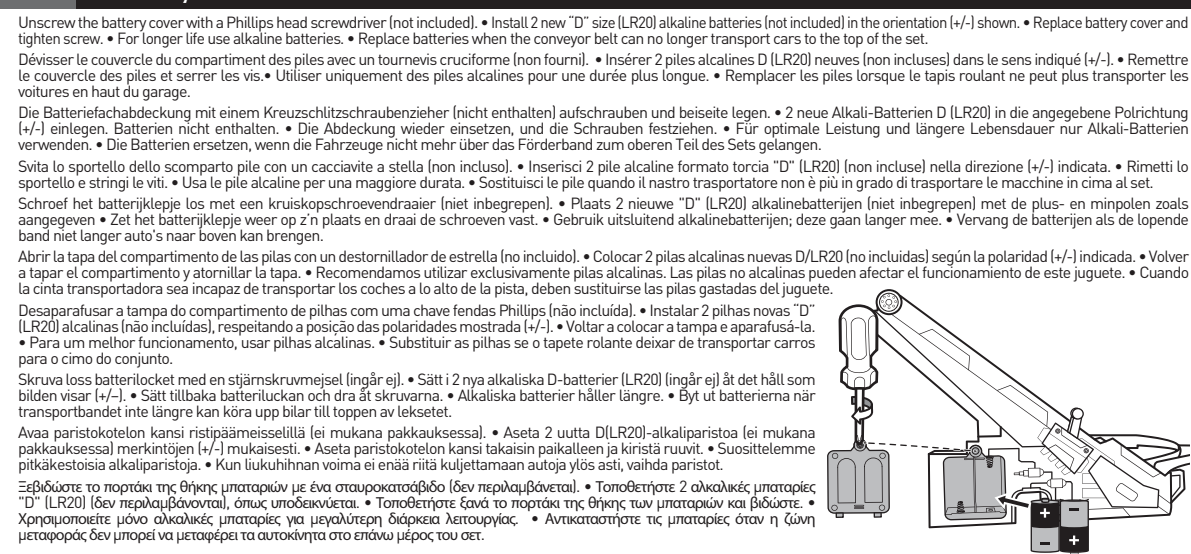 Unscrew the battery cover with a Phillips head screwdriver (not included). • Install 2 new "D" size (LR20) alkaline batteries (not included) in the orientation (+/-) shown. • Replace battery cover and
tighten screw. • For longer life use alkaline batteries. • Replace batteries when the conveyor belt can no longer transport cars to the top of the set.
Dévisser le couvercle du compartiment des piles avec un tournevis cruciforme (non fourni). • Insérer 2 piles alcalines D (LR20) neuves (non incluses) dans le sens indiqué (+/-). • Remettre
le couvercle des piles et serrer les vis.• Utiliser uniquement des piles alcalines pour une durée plus longue. • Remplacer les piles lorsque le tapis roulant ne peut plus transporter les
voitures en haut du garage.
Die Batteriefachabdeckung mit einem Kreuzschlitzschraubenzieher (nicht enthalten) aufschrauben und beiseite legen. • 2 neue Alkali-Batterien D (LR20) in die angegebene Polrichtung
(+/-) einlegen. Batterien nicht enthalten. • Die Abdeckung wieder einsetzen, und die Schrauben festziehen. • Für optimale Leistung und längere Lebensdauer nur Alkali-Batterien
verwenden. • Die Batterien ersetzen, wenn die Fahrzeuge nicht mehr über das Förderband zum oberen Teil des Sets gelangen.
Svita lo sportello dello scomparto pile con un cacciavite a stella (non incluso). • Inserisci 2 pile alcaline formato torcia "D" (LR20) (non incluse) nella direzione (+/-) indicata. • Rimetti lo
sportello e stringi le viti. • Usa le pile alcaline per una maggiore durata. • Sostituisci le pile quando il nastro trasportatore non è più in grado di trasportare le macchine in cima al set.
Schroef het batterijklepje los met een kruiskopschroevendraaier (niet inbegrepen). • Plaats 2 nieuwe "D" (LR20) alkalinebatterijen (niet inbegrepen) met de plus- en minpolen zoals
aangegeven • Zet het batterijklepje weer op z'n plaats en draai de schroeven vast. • Gebruik uitsluitend alkalinebatterijen; deze gaan langer mee. • Vervang de batterijen als de lopende
band niet langer auto's naar boven kan brengen.
Abrir la tapa del compartimento de las pilas con un destornillador de estrella (no incluido). • Colocar 2 pilas alcalinas nuevas D/LR20 (no incluidas) según la polaridad (+/-) indicada. • Volver
a tapar el compartimento y atornillar la tapa. • Recomendamos utilizar exclusivamente pilas alcalinas. Las pilas no alcalinas pueden afectar el funcionamiento de este juguete. • Cuando
la cinta transportadora sea incapaz de transportar los coches a lo alto de la pista, deben sustituirse las pilas gastadas del juguete.
Desaparafusar a tampa do compartimento de pilhas com uma chave fendas Phillips (não incluída). • Instalar 2 pilhas novas "D"
(LR20) alcalinas (não incluídas), respeitando a posição das polaridades mostrada (+/-). • Voltar a colocar a tampa e aparafusá-la.
• Para um melhor funcionamento, usar pilhas alcalinas. • Substituir as pilhas se o tapete rolante deixar de transportar carros
para o cimo do conjunto.
Skruva loss batterilocket med en stjärnskruvmejsel (ingår ej). • Sätt i 2 nya alkaliska D-batterier (LR20) (ingår ej) åt det håll som
bilden visar (+/–). • Sätt tillbaka batteriluckan och dra åt skruvarna. • Alkaliska batterier håller längre. • Byt ut batterierna när
transportbandet inte längre kan köra upp bilar till toppen av leksetet.
Avaa paristokotelon kansi ristipäämeisselillä (ei mukana pakkauksessa). • Aseta 2 uutta D(LR20)-alkaliparistoa (ei mukana
pakkauksessa) merkintöjen (+/-) mukaisesti. • Aseta paristokotelon kansi takaisin paikalleen ja kiristä ruuvit. • Suosittelemme
pitkäkestoisia alkaliparistoja. • Kun liukuhihnan voima ei enää riitä kuljettamaan autoja ylös asti, vaihda paristot.
Ξεβιδώστε το πορτάκι της θήκης μπαταριών με ένα σταυροκατσάβιδο (δεν περιλαμβάνεται). • Τοποθετήστε 2 αλκαλικές μπαταρίες
"D" (LR20) (δεν περιλαμβάνονται), όπως υποδεικνύεται. • Τοποθετήστε ξανά το πορτάκι της θήκης των μπαταριών και βιδώστε. •
Χρησιμοποιείτε μόνο αλκαλικές μπαταρίες για μεγαλύτερη διάρκεια λειτουργίας. • Αντικαταστήστε τις μπαταρίες όταν η ζώνη
μεταφοράς δεν μπορεί να μεταφέρει τα αυτοκίνητα στο επάνω μέρος του σετ.
+ –
– +